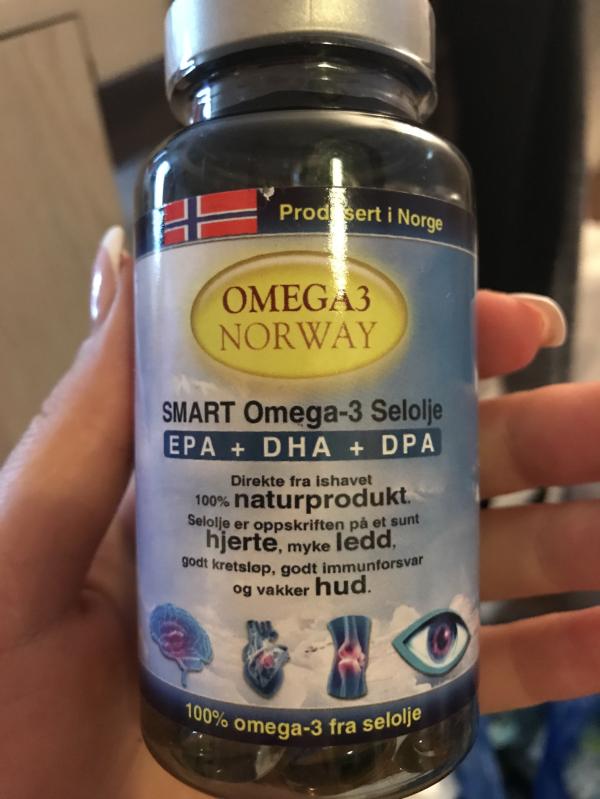 Produsert i Norge
OMEGA3
NORWAY
SMART Omega-3 Selolje
EPA + DHA + DPA
Direkte fra ishavet
100% naturprodukt.
Selolje er oppskriften på et sunt
hjerte, myke ledd,
godt kretsløp, godt immunforsvar
og vakker hud.
100% omega-3 fra selolje